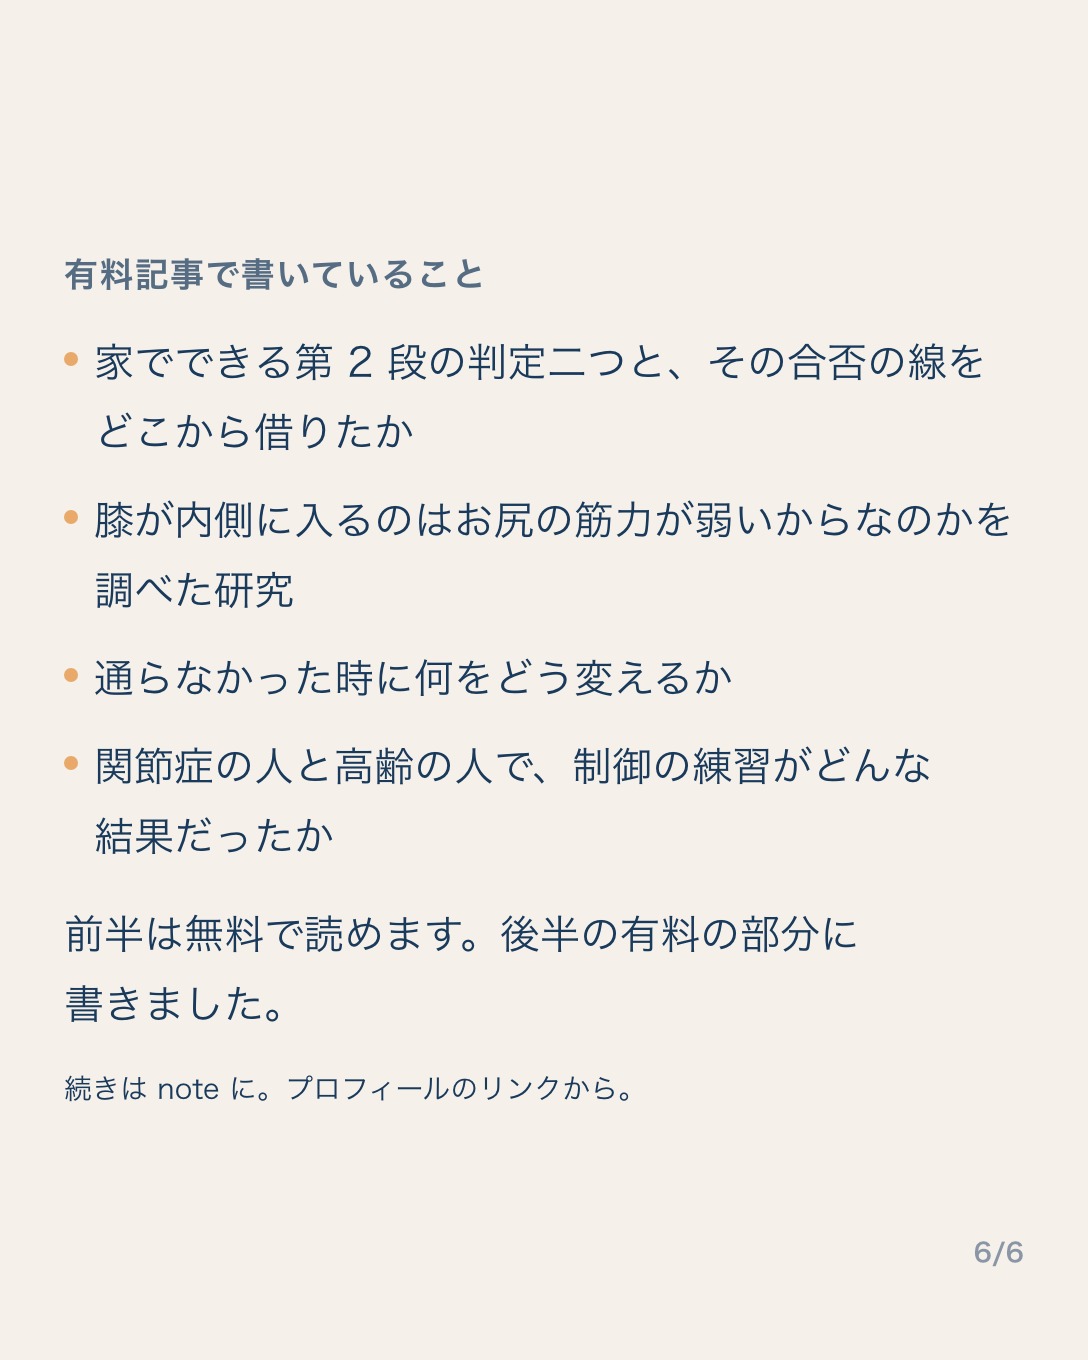 有料記事で書いていること
家でできる第 2 段の判定二つと、その合否の線を
どこから借りたか
膝が内側に入るのはお尻の筋力が弱いからなのかを
調べた研究
通らなかった時に何をどう変えるか
関節症の人と高齢の人で、制御の練習がどんな
結果だったか
前半は無料で読めます。後半の有料の部分に
書きました。
続きは note に。プロフィールのリンクから。
6/6